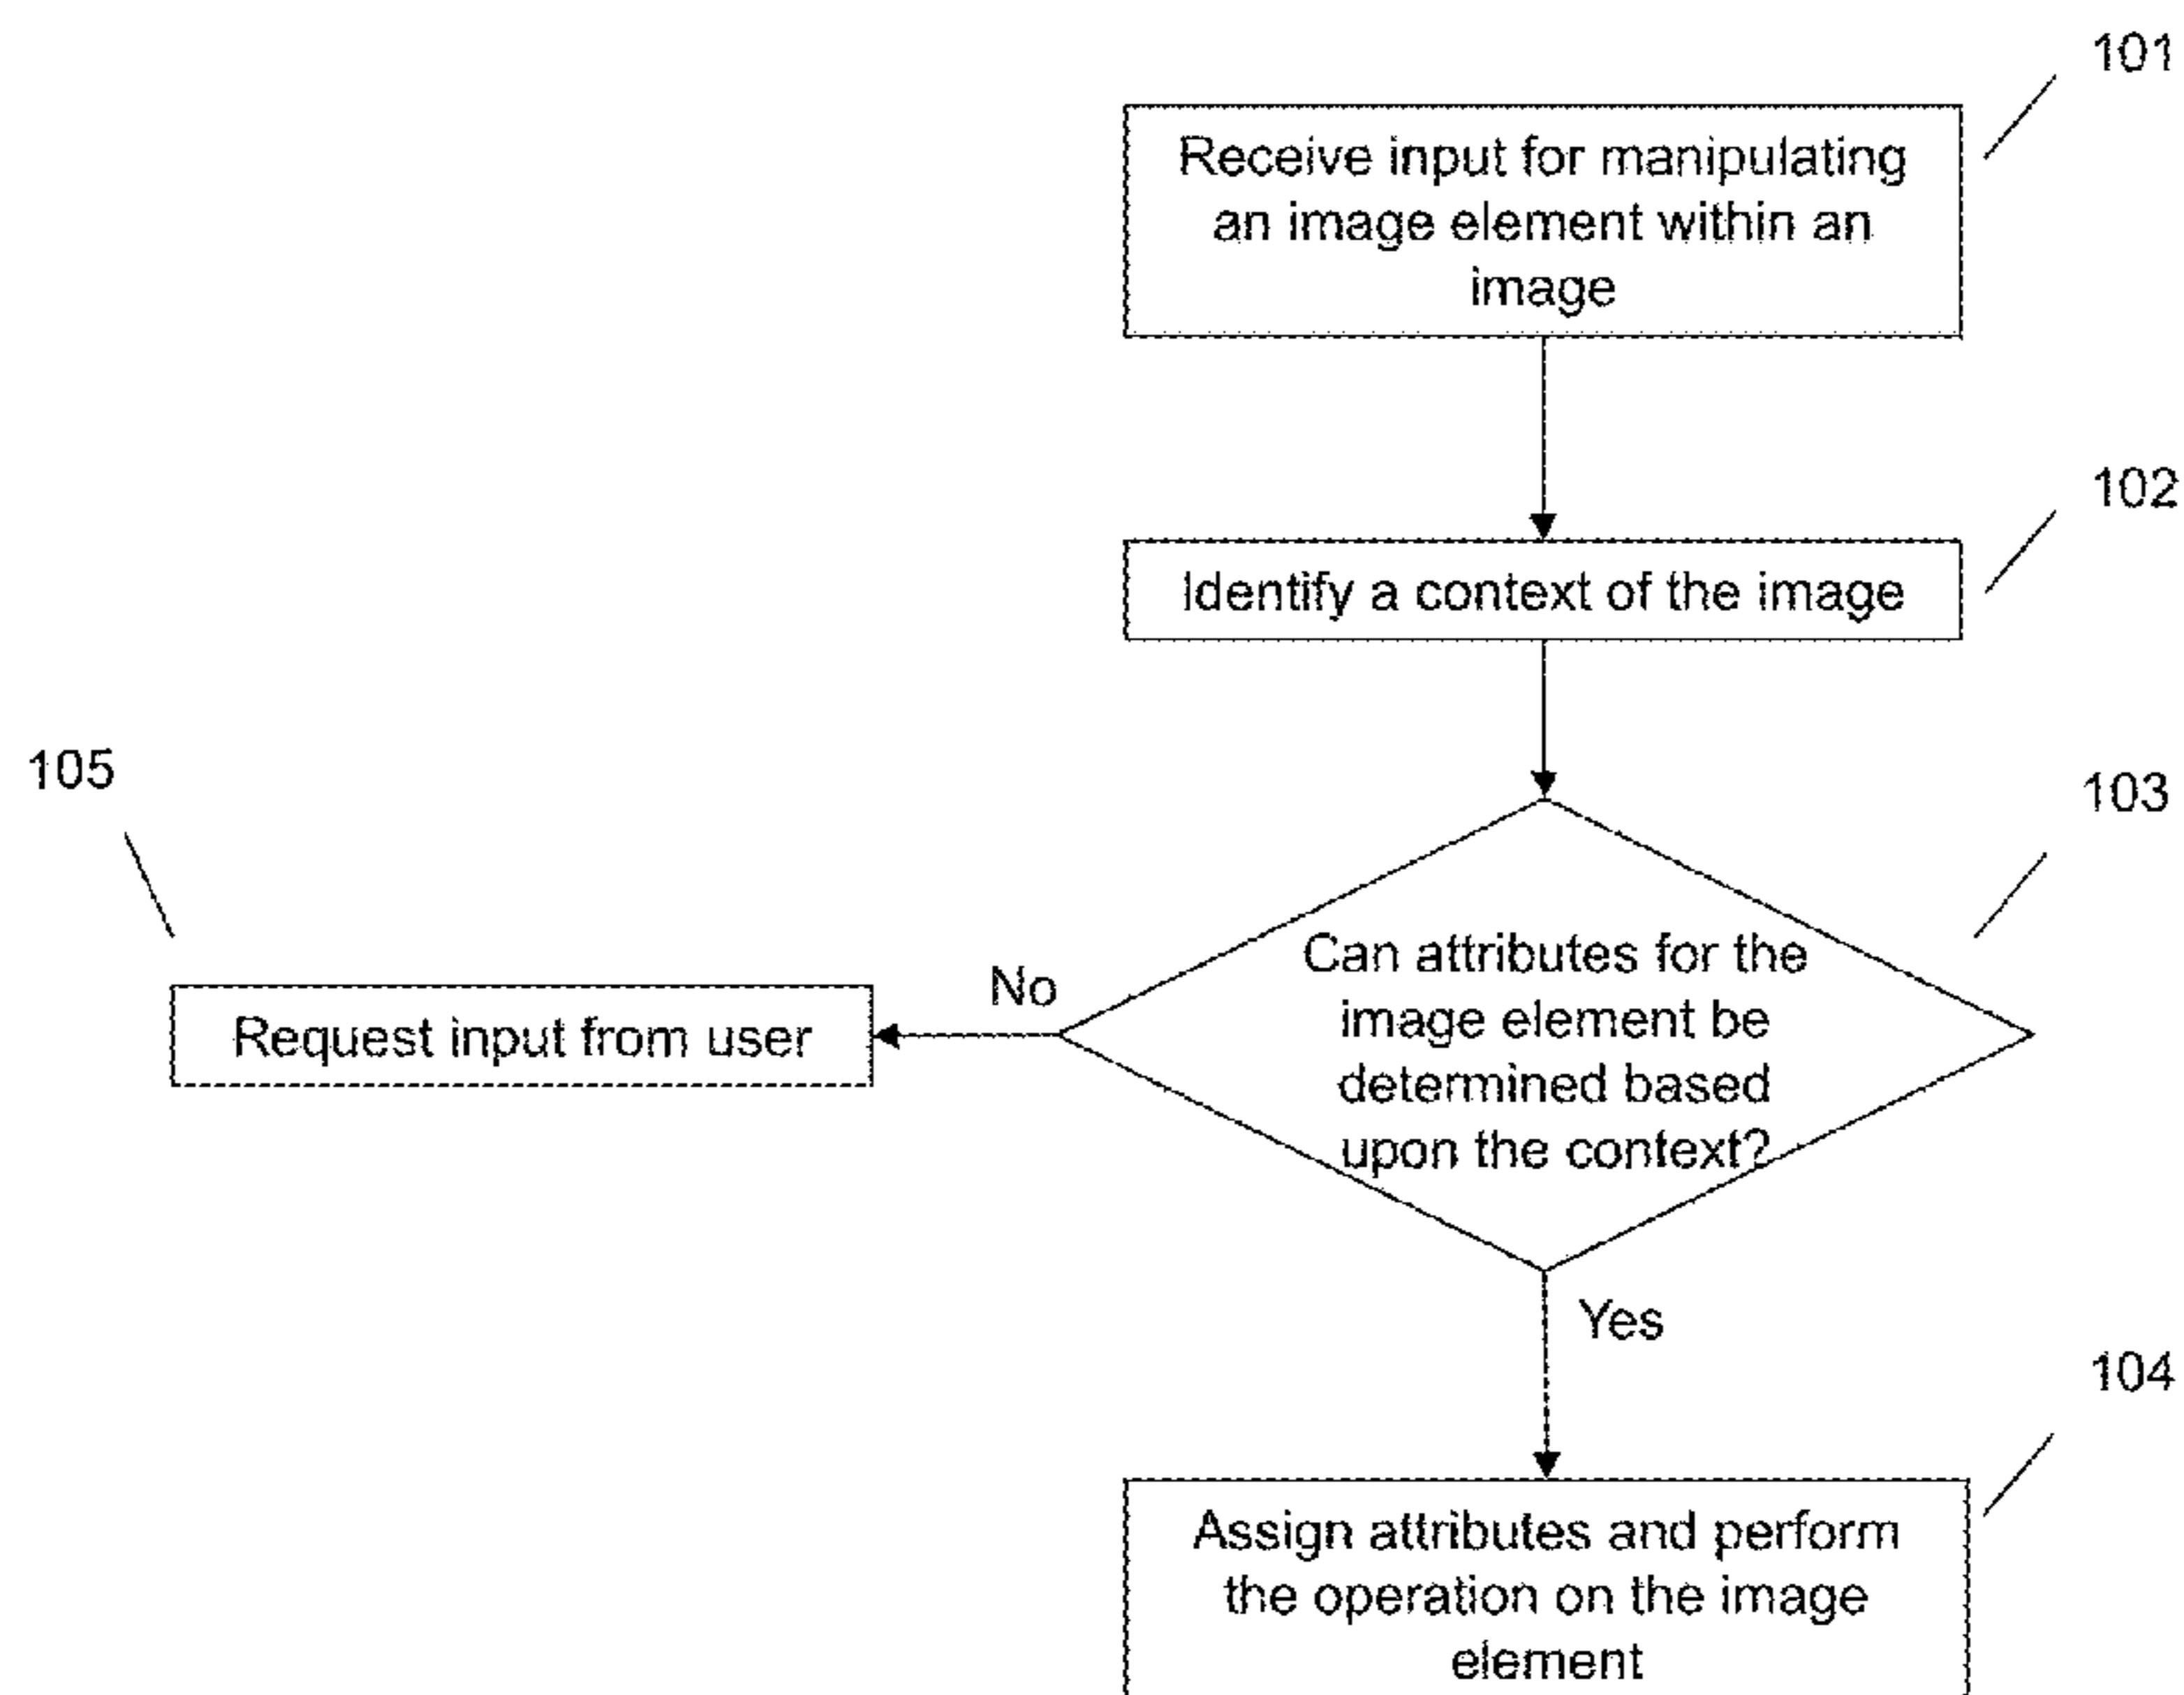 101
Receive input for manipulating
an image element within an
image
102
Identify a context of the image
103
Can attributes for the
image element be
determined based
upon the context?
No
105
Request input from user
Yes
104
Assign attributes and perform
the operation on the image
element